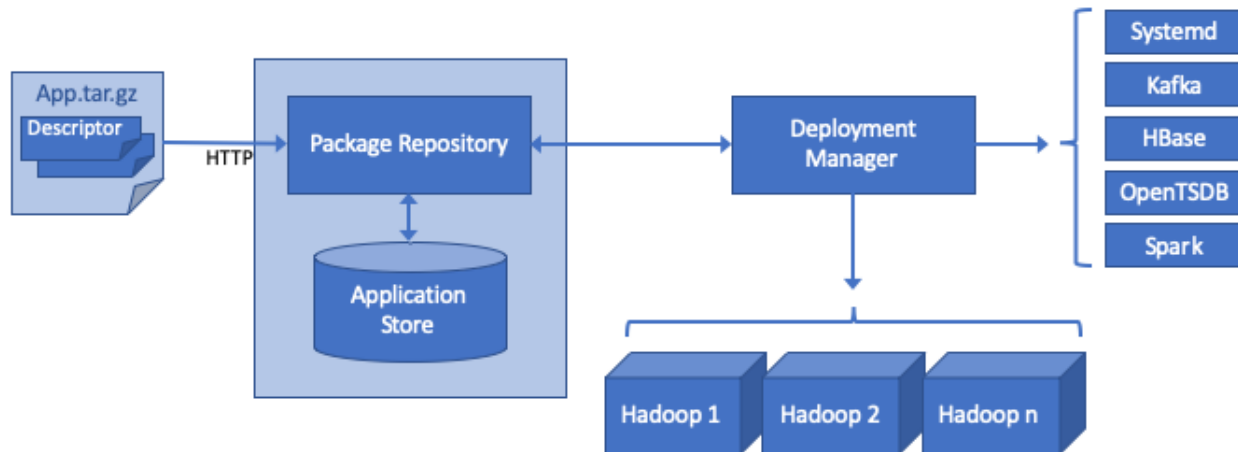 App.tar.gz
Descriptor
HTTP
Package Repository
Application
Store
Deployment
Manager
Systemd
Kafka
HBase
OpenTSDB
Spark
Hadoop 1
Hadoop 2
Hadoop n